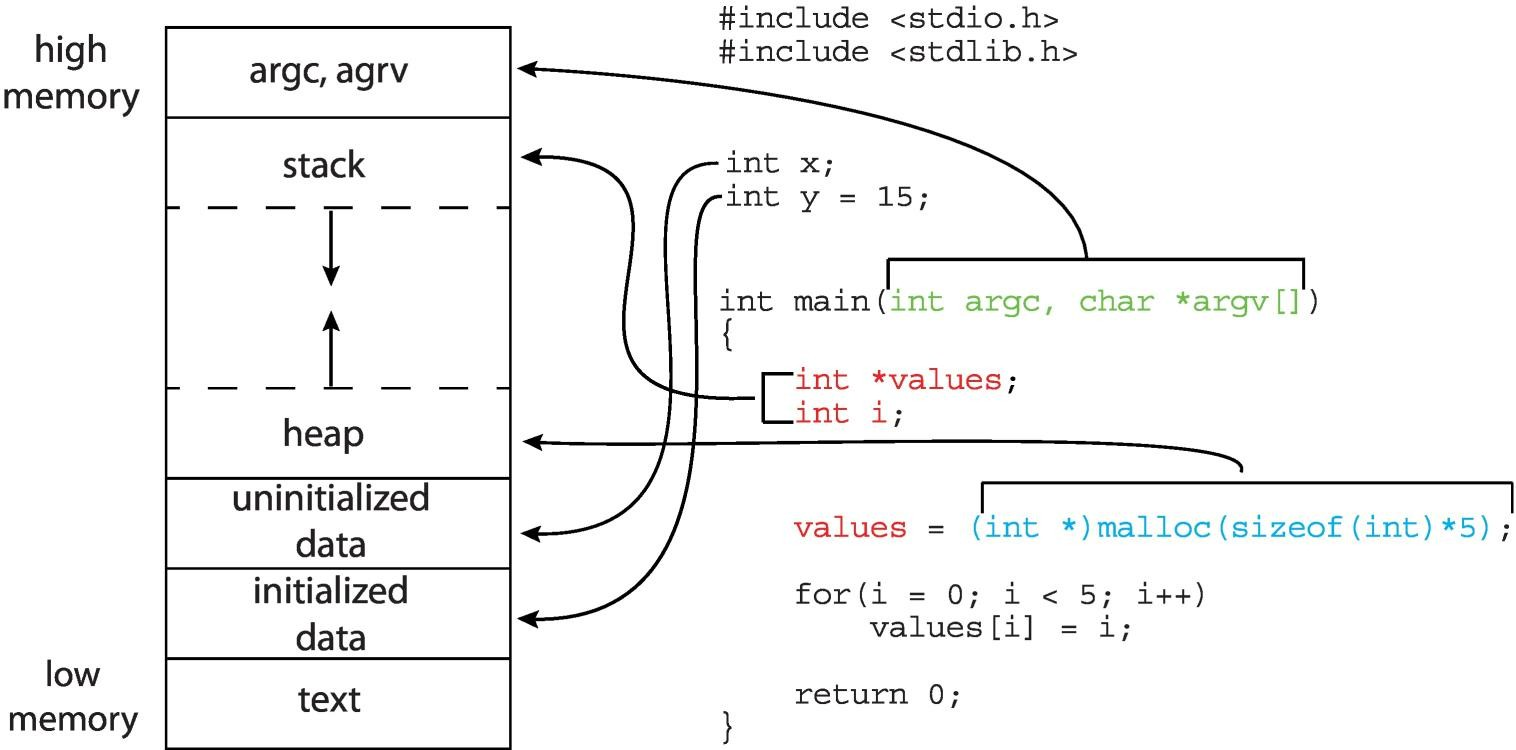 high
memory
argc, agrv
stack
heap
uninitialized
data
initialized
data
low
memory
text
#include <stdio.h>
#include <stdlib.h>
int x;
int y = 15;
int main(int argc, char *argv[])
{
int *values;
int i;
values = (int *)malloc(sizeof(int)*5);
for(i = 0; i < 5; i++)
values[i] = i;
return 0;
}